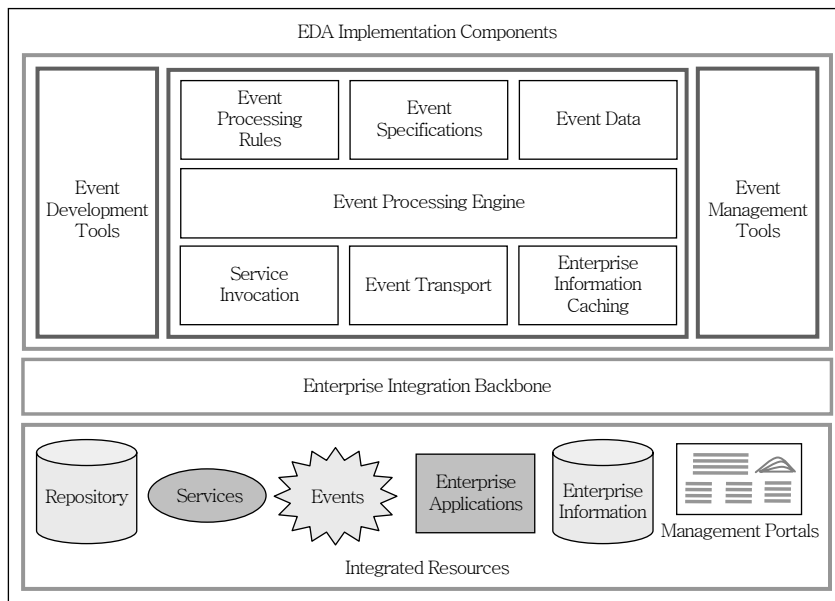 EDA Implementation Components
Event
Development
Tools
Event
Processing
Rules
Event
Specifications
Event Data
Event Processing Engine
Service
Invocation
Event Transport
Enterprise
Information
Caching
Event
Management
Tools
Enterprise Integration Backbone
Repository
Services
Events
Enterprise
Applications
Enterprise
Information
Management Portals
Integrated Resources